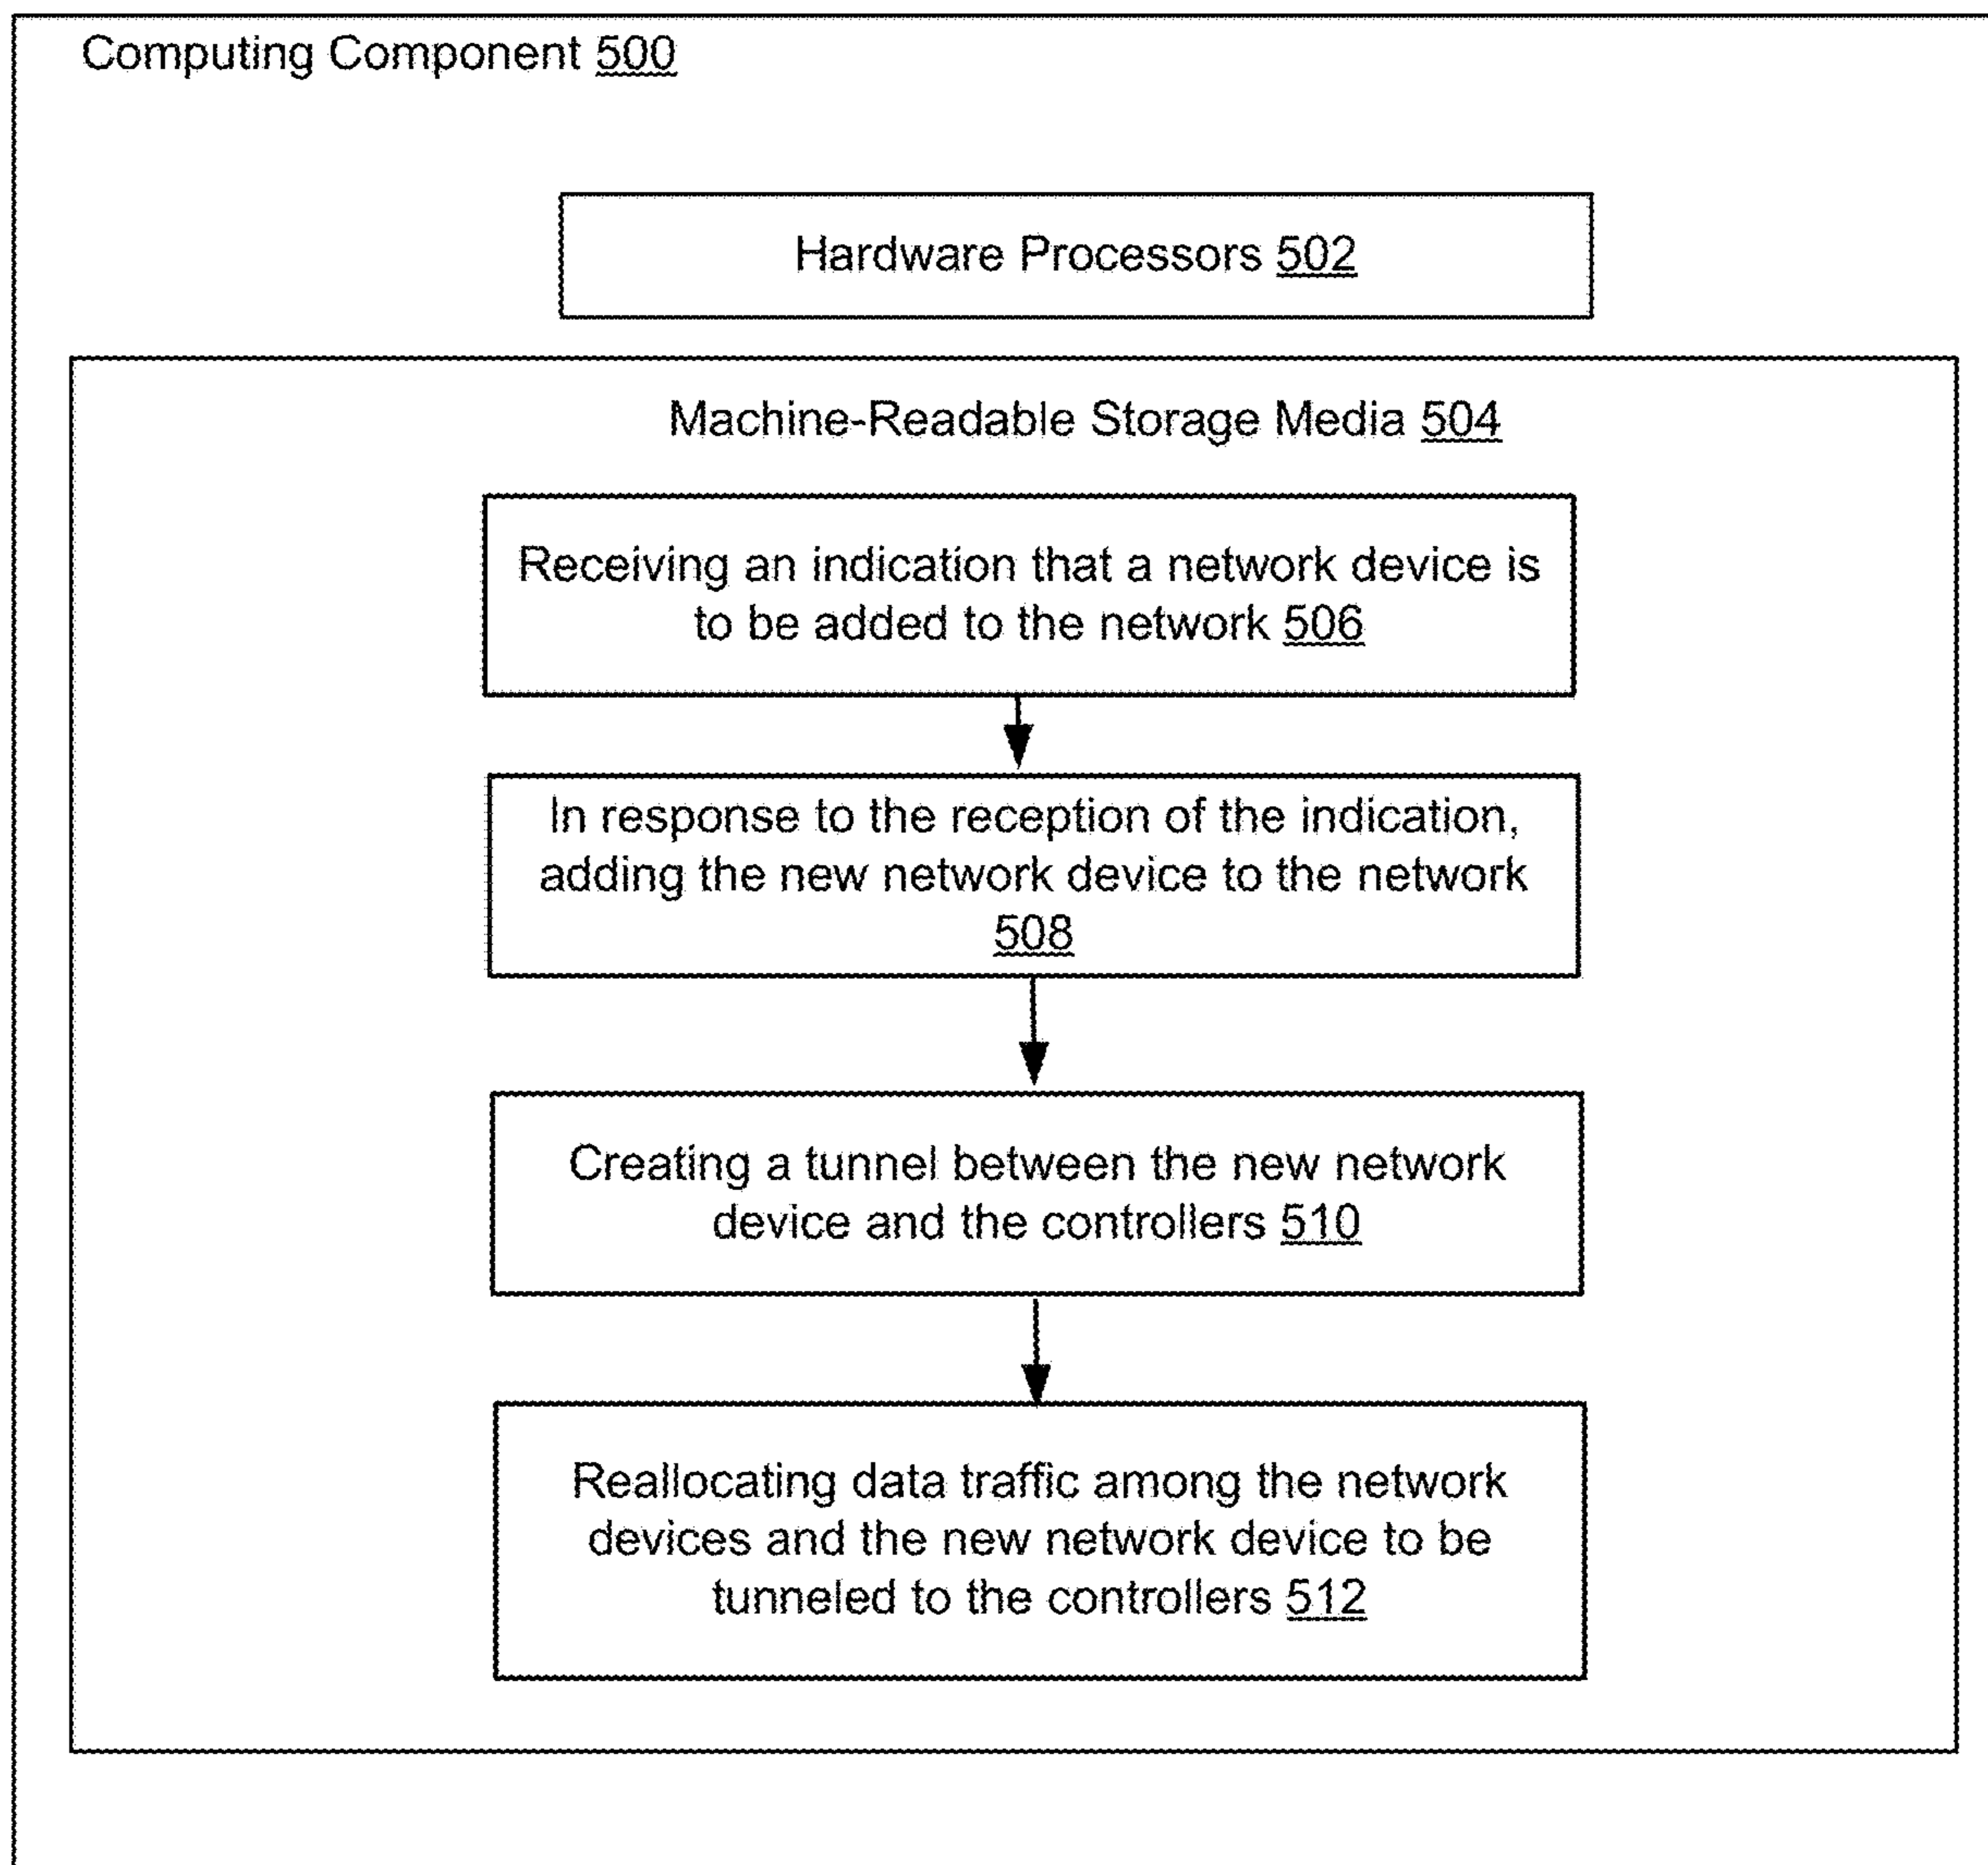 Computing Component 500
Hardware Processors 502
Machine-Readable Storage Media 504
Receiving an indication that a network device is
to be added to the network 506
In response to the reception of the indication,
adding the new network device to the network
508
Creating a tunnel between the new network
device and the controllers 510
Reallocating data traffic among the network
devices and the new network device to be
tunneled to the controllers 512